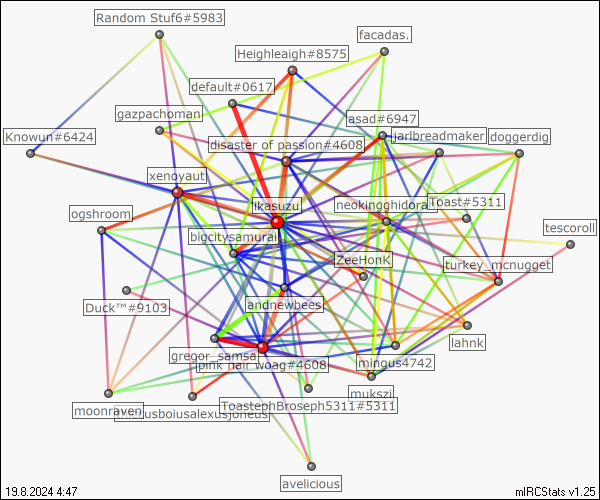 Random Stuf6#5983
facadas.
Heighleaigh#8575
default#0617
gazpachoman
asad#6947
Knowun#6424
jarlbreadmaker
doggerdig
disaster of passion#4608
xenoyaut
likasuzu
neokingghidora
Toast#5311
ogshroom
tescoroll
bigcitysamurai
ZeeHonK
turkey_mcnugget
Duck™#9103
andnewbees
lahnk
gregor_samsa
pink hair woag#4608
mingus4742
mukszi
moonraven
ToastephBroseph5311#5311
avelicious
19.8.2024 4:47
mIRCStats v1.25